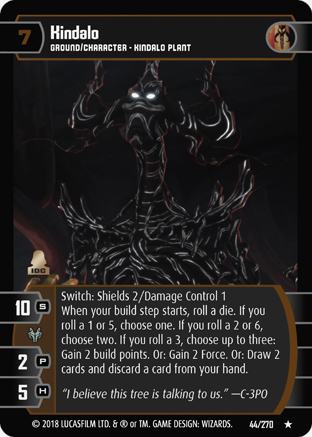 7
Kindalo
GROUND/CHARACTER - KINDALO PLANT
IDC
10 S
2 P
5 H
Switch: Shields 2/Damage Control 1
When your build step starts, roll a die. If you
roll a 1 or 5, choose one. If you roll a 2 or 6,
choose two. If you roll a 3, choose up to three:
Gain 2 build points. Or: Gain 2 Force. Or: Draw 2
cards and discard a card from your hand.
“I believe this tree is talking to us.” —C-3PO
© 2018 LUCASFILM LTD. & ® or TM. GAME DESIGN: WIZARDS.
44/270 ★